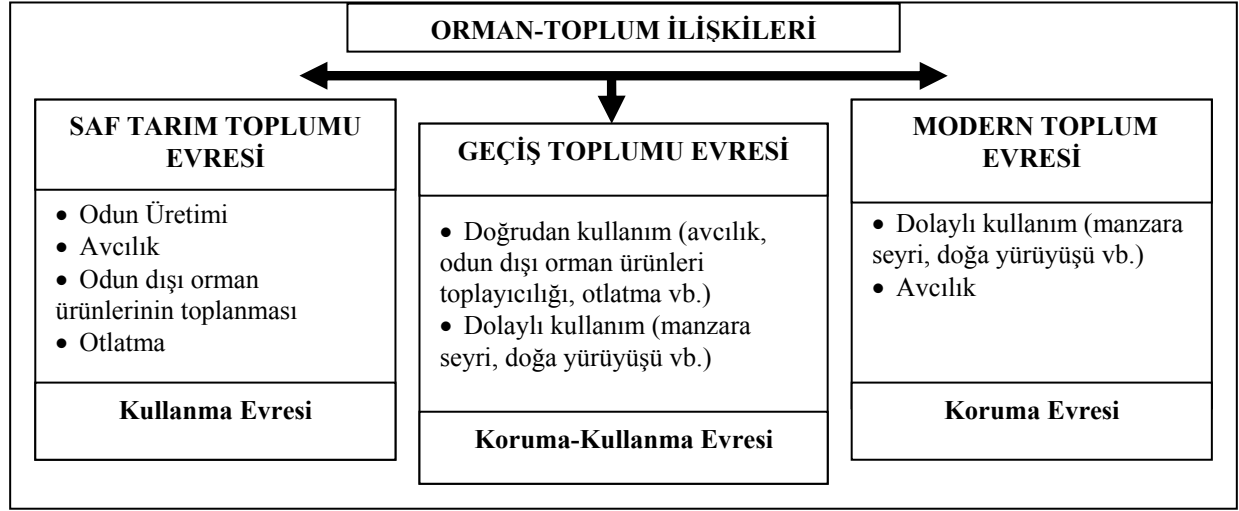 ORMAN-TOPLUM İLİŞKİLERİ
SAF TARIM TOPLUMU
EVRESİ
• Odun Üretimi
• Avcılık
• Odun dışı orman
ürünlerinin toplanması
• Otlatma
Kullanma Evresi
GEÇİŞ TOPLUMU EVRESİ
• Doğrudan kullanım (avcılık,
odun dışı orman ürünleri
toplayıcılığı, otlatma vb.)
• Dolaylı kullanım (manzara
seyri, doğa yürüyüşü vb.)
Koruma-Kullanma Evresi
MODERN TOPLUM
EVRESİ
• Dolaylı kullanım (manzara
seyri, doğa yürüyüşü vb.)
• Avcılık
Koruma Evresi